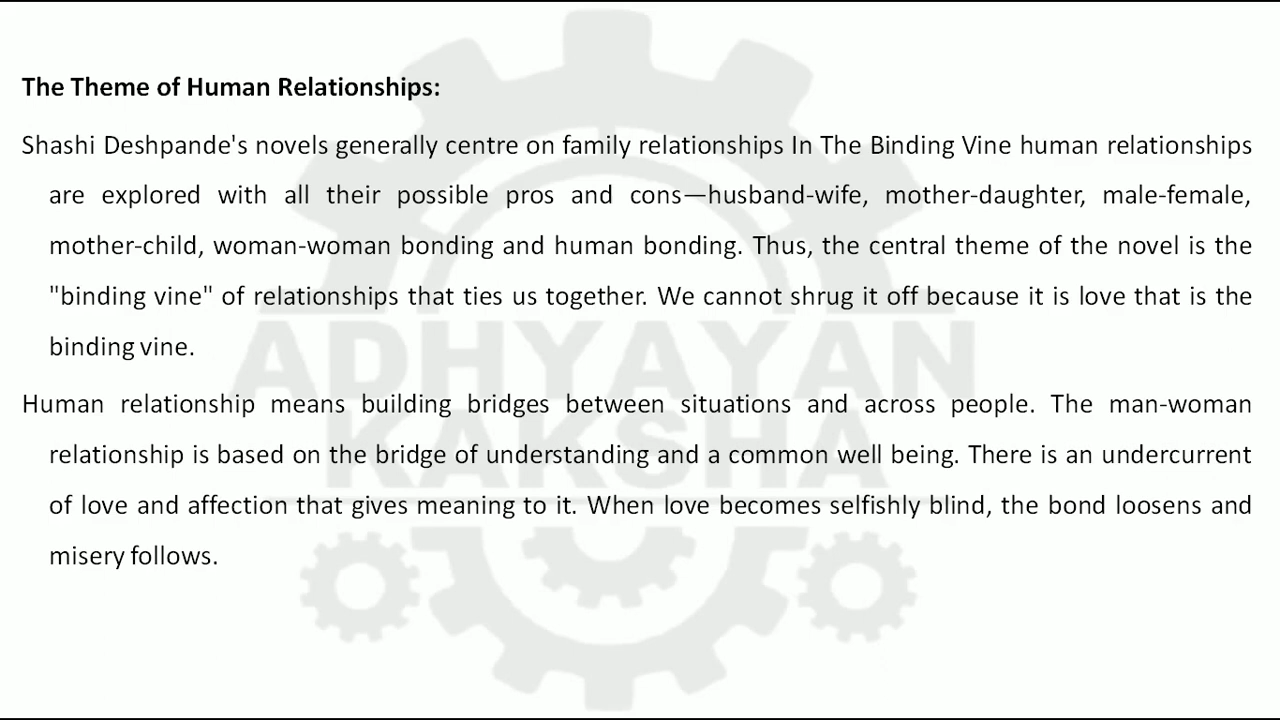 The Theme of Human Relationships:
Shashi Deshpande's novels generally centre on family relationships In The Binding Vine human relationships
are explored with all their possible pros and cons—husband-wife, mother-daughter, male-female,
mother-child, woman-woman bonding and human bonding. Thus, the central theme of the novel is the
"binding vine" of relationships that ties us together. We cannot shrug it off because it is love that is the
binding vine.
Human relationship means building bridges between situations and across people. The man-woman
relationship is based on the bridge of understanding and a common well being. There is an undercurrent
of love and affection that gives meaning to it. When love becomes selfishly blind, the bond loosens and
misery follows.
ADHYAYAN
KAKSHA